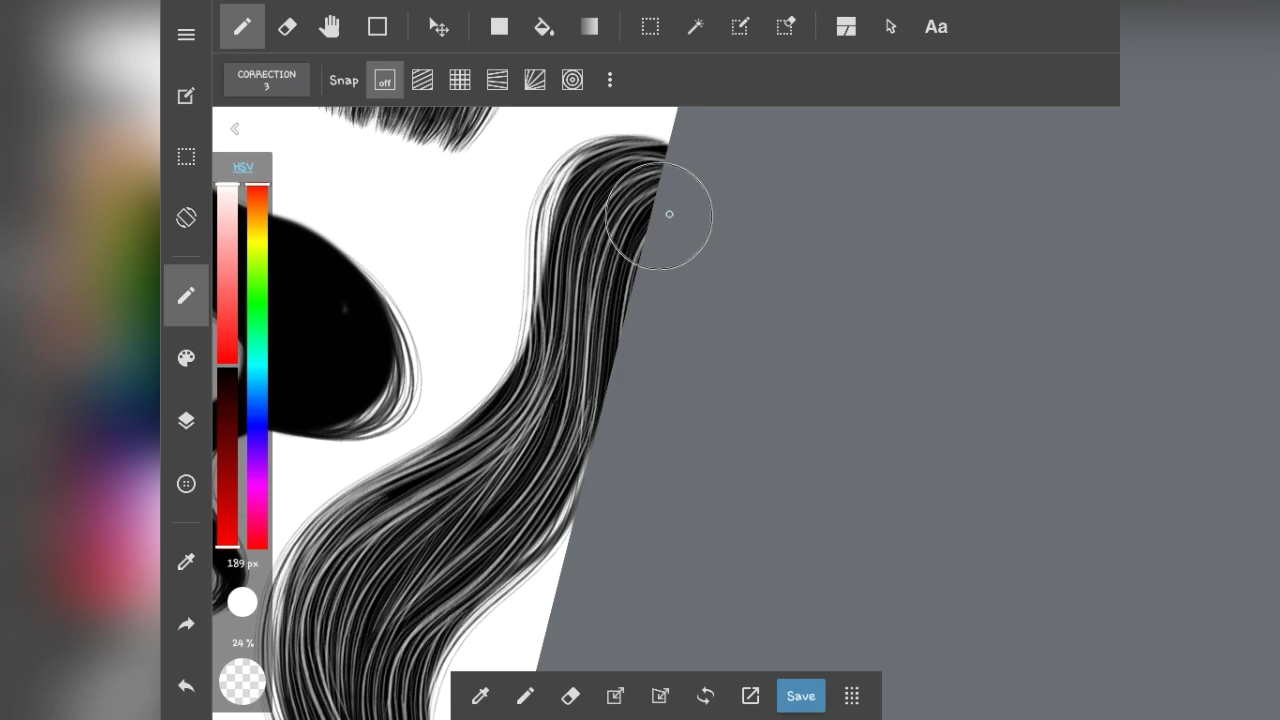 Aa
CORRECTION
3
Snap
off
HSV
189 px
24 %
Save